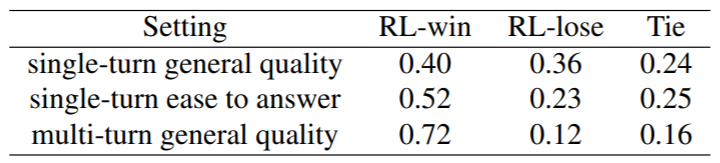 Setting RL-win RL-lose Tie
single-turn general quality 0.40 0.36 0.24
single-turn ease to answer 0.52 0.23 0.25
multi-turn general quality 0.72 0.12 0.16